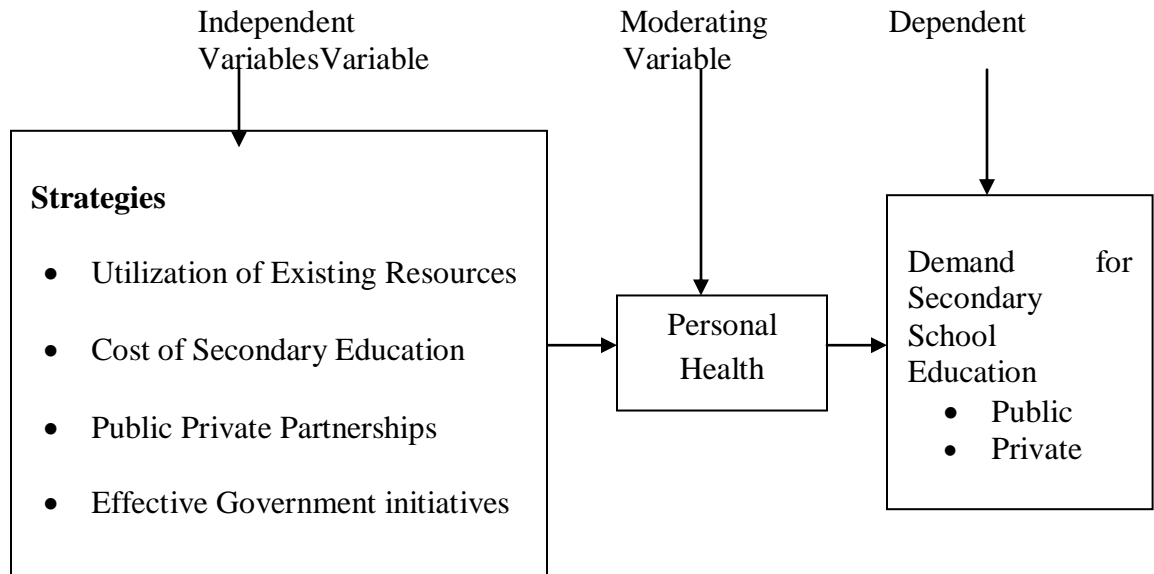 Independent
VariablesVariable
Moderating
Variable
Dependent
Strategies
• Utilization of Existing Resources
• Cost of Secondary Education
• Public Private Partnerships
• Effective Government initiatives
Personal
Health
Demand for
Secondary
School
Education
• Public
• Private